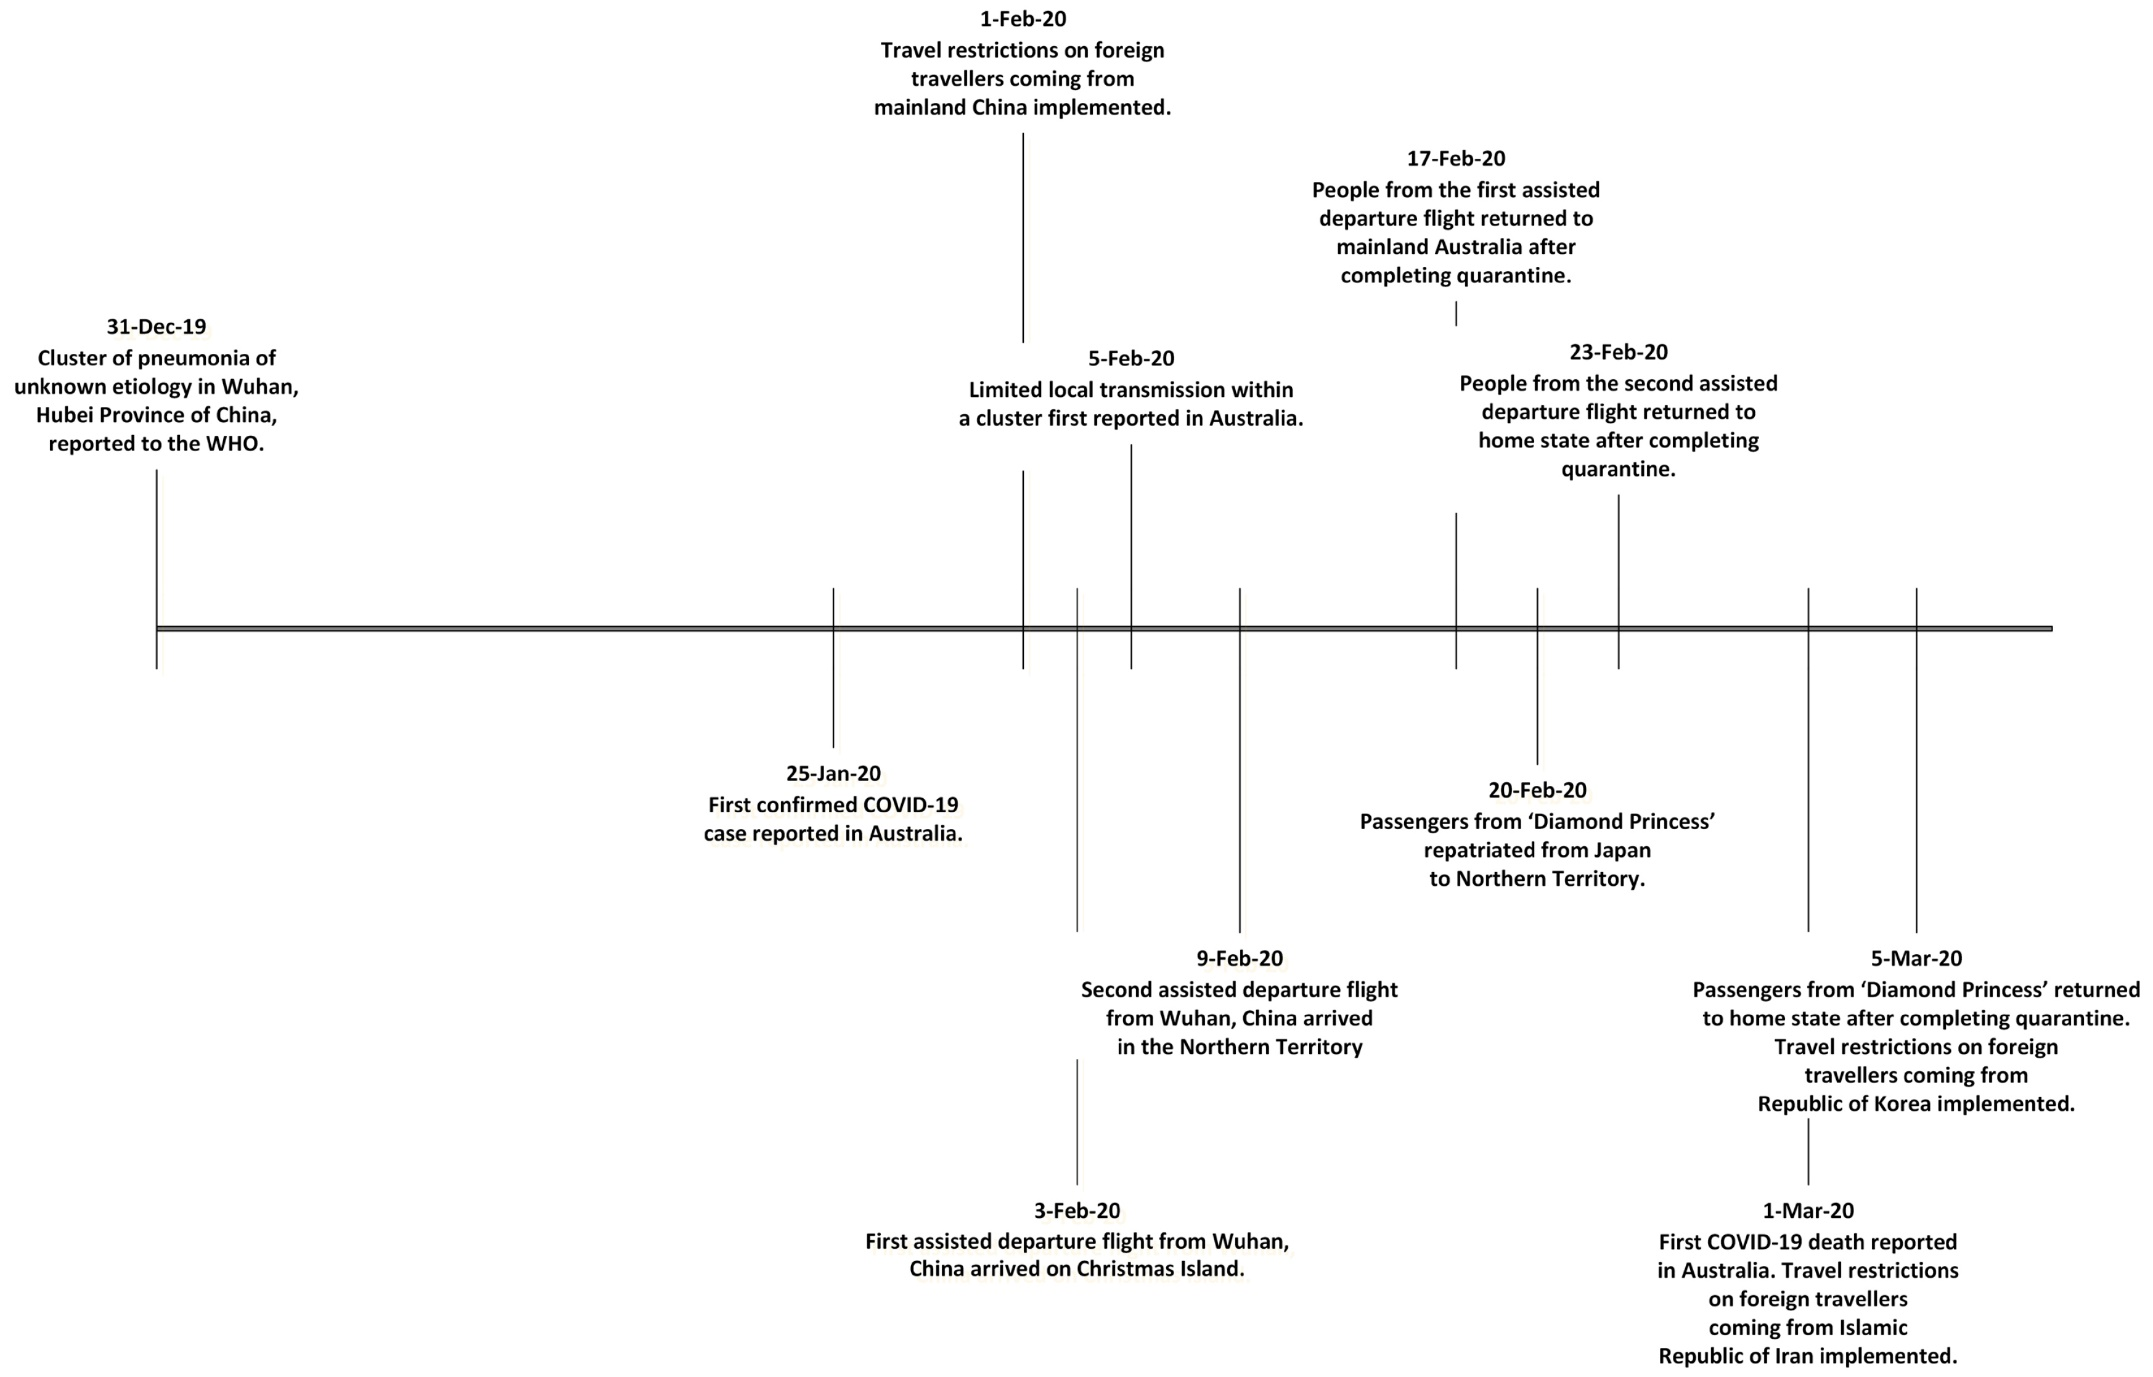 1-Feb-20
Travel restrictions on foreign
travellers coming from
mainland China implemented.
17-Feb-20
People from the first assisted
departure flight returned to
mainland Australia after
completing quarantine.
31-Dec-19
Cluster of pneumonia of
unknown etiology in Wuhan,
Hubei Province of China,
reported to the WHO.
5-Feb-20
Limited local transmission within
a cluster first reported in Australia.
23-Feb-20
People from the second assisted
departure flight returned to
home state after completing
quarantine.
25-Jan-20
First confirmed COVID-19
case reported in Australia.
20-Feb-20
Passengers from ‘Diamond Princess’
repatriated from Japan
to Northern Territory.
9-Feb-20
Second assisted departure flight
from Wuhan, China arrived
in the Northern Territory
5-Mar-20
Passengers from ‘Diamond Princess’ returned
to home state after completing quarantine.
Travel restrictions on foreign
travellers coming from
Republic of Korea implemented.
3-Feb-20
First assisted departure flight from Wuhan,
China arrived on Christmas Island.
1-Mar-20
First COVID-19 death reported
in Australia. Travel restrictions
on foreign travellers
coming from Islamic
Republic of Iran implemented.